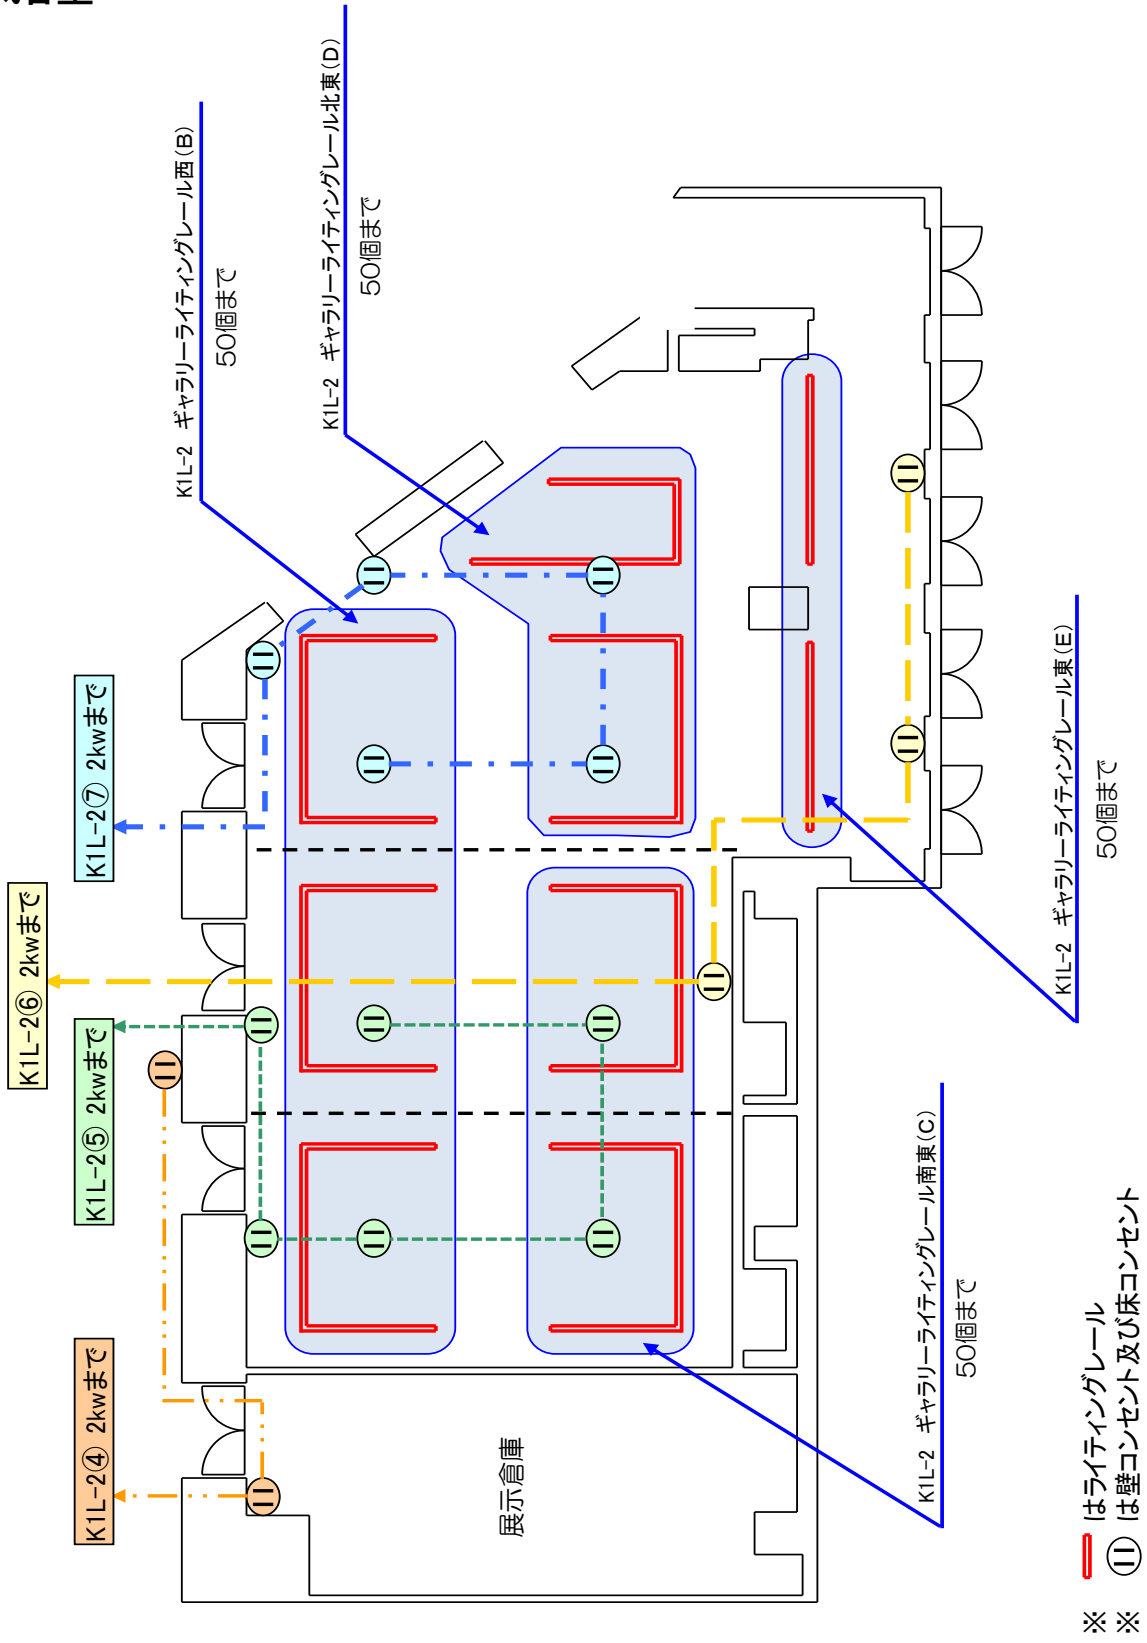 K1L-2④ 2kwまで
K1L-2⑤ 2kwまで
K1L-2⑥ 2kwまで
K1L-2⑦ 2kwまで
K1L-2 ギャラリーライティングレール西(B)
50個まで
K1L-2 ギャラリーライティングレール北東(D)
50個まで
展示倉庫
K1L-2 ギャラリーライティングレール南東(C)
50個まで
K1L-2 ギャラリーライティングレール東(E)
50個まで
※ はライティングレール
※ は壁コンセント及び床コンセント